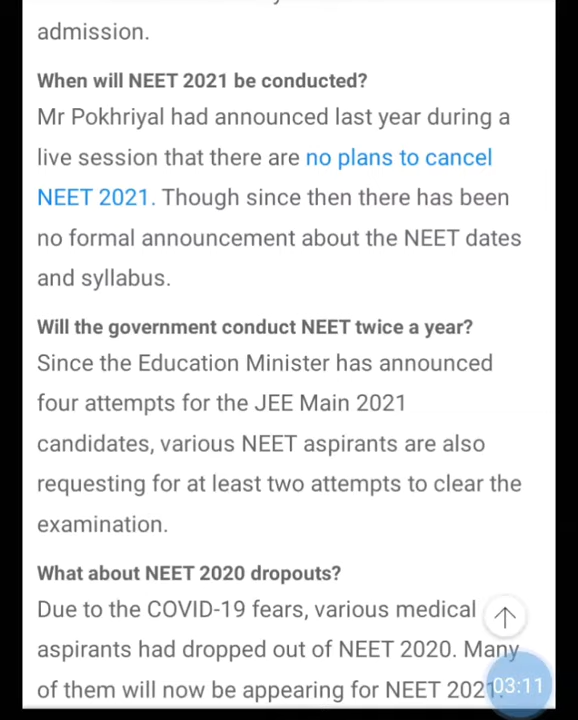 admission.
When will NEET 2021 be conducted?
Mr Pokhriyal had announced last year during a
live session that there are no plans to cancel
NEET 2021. Though since then there has been
no formal announcement about the NEET dates
and syllabus.
Will the government conduct NEET twice a year?
Since the Education Minister has announced
four attempts for the JEE Main 2021
candidates, various NEET aspirants are also
requesting for at least two attempts to clear the
examination.
What about NEET 2020 dropouts?
Due to the COVID-19 fears, various medical
aspirants had dropped out of NEET 2020. Many
of them will now be appearing for NEET 2021.
03:11